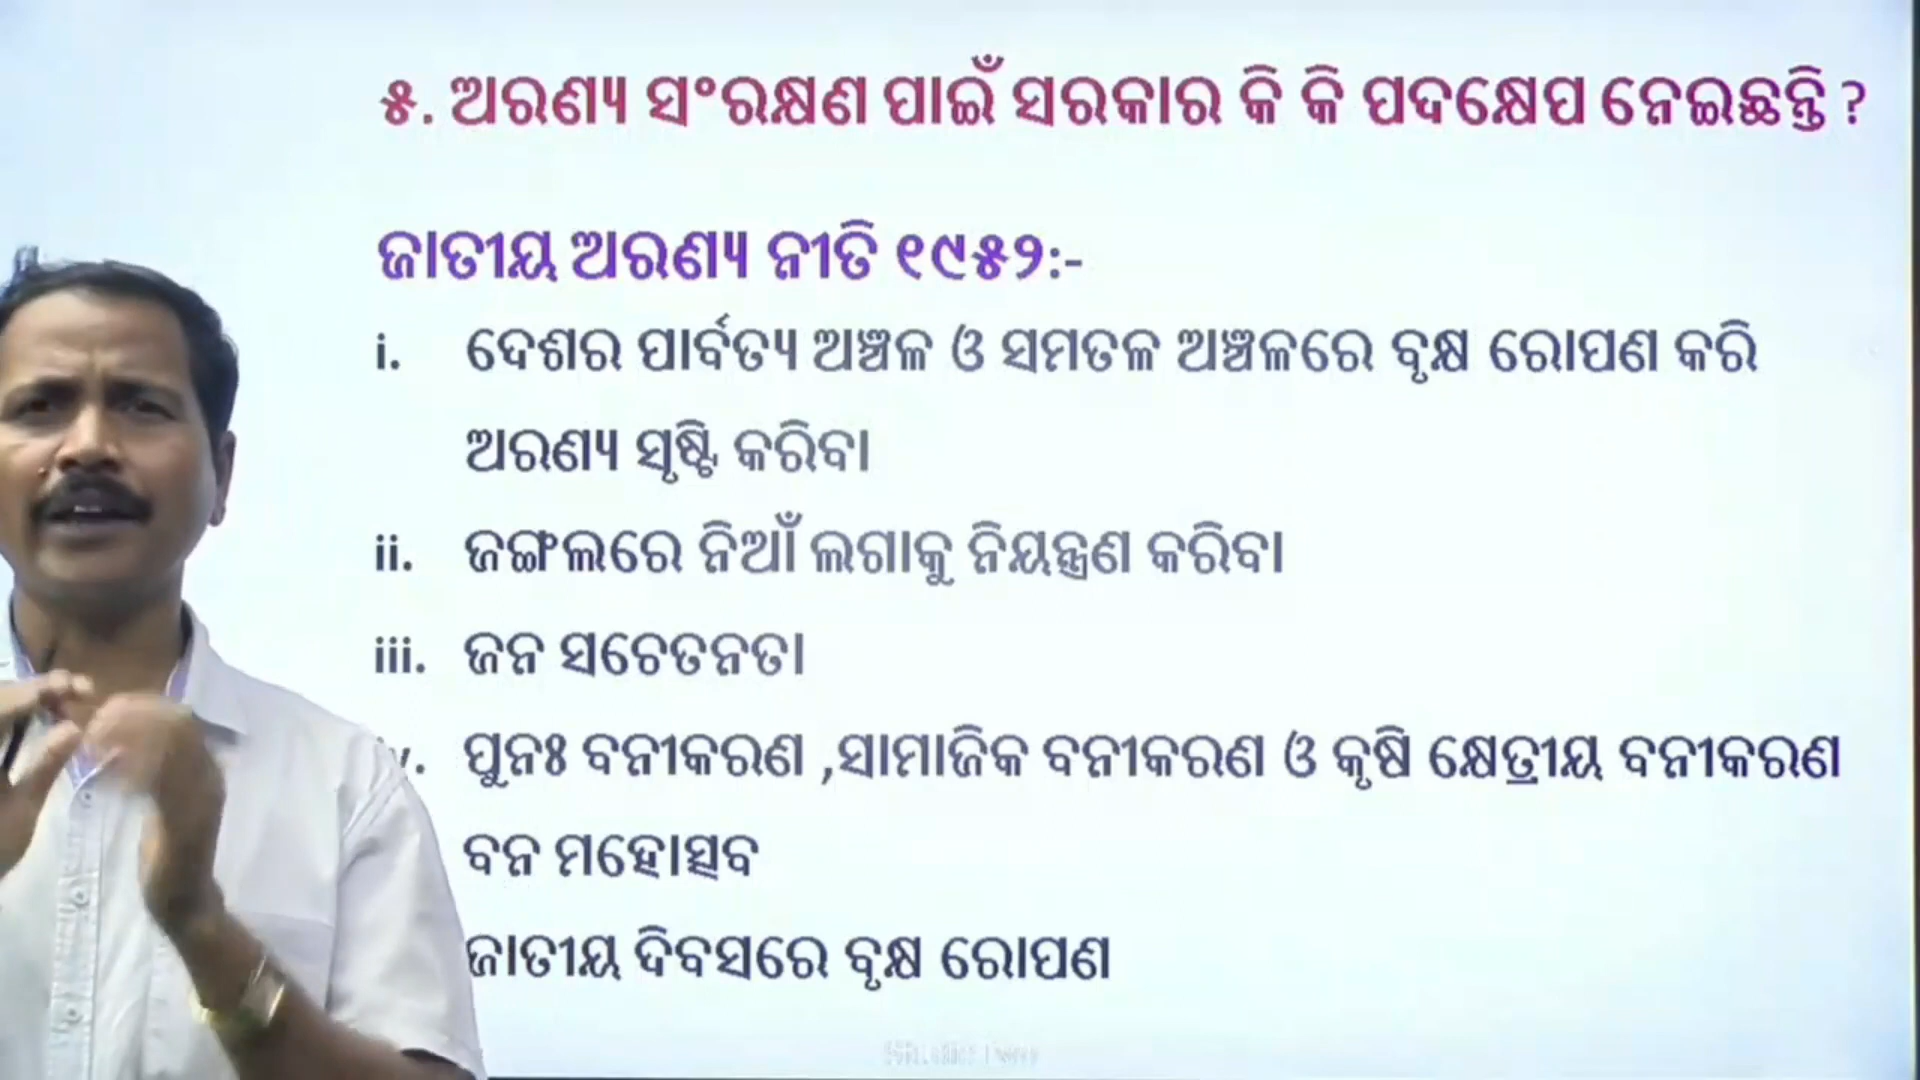 ୫. ଅରଣ୍ୟ ସଂରକ୍ଷଣ ପାଇଁ ସରକାର କି କି ପଦକ୍ଷେପ ନେଇଛନ୍ତି ?
ଜାତୀୟ ଅରଣ୍ୟ ନୀତି ୧୯୫୨:-
i. ଦେଶର ପାର୍ବତ୍ୟ ଅଞ୍ଚଳ ଓ ସମତଳ ଅଞ୍ଚଳରେ ବୃକ୍ଷ ରୋପଣ କରି
ଅରଣ୍ୟ ସୃଷ୍ଟି କରିବା
ii. ଜଙ୍ଗଲରେ ନିଆଁ ଲଗାକୁ ନିୟନ୍ତ୍ରଣ କରିବା
iii. ଜନ ସଚେତନତା
ପୁନଃ ବନୀକରଣ ,ସାମାଜିକ ବନୀକରଣ ଓ କୃଷି କ୍ଷେତ୍ରୀୟ ବନୀକରଣ
ବନ ମହୋତ୍ସବ
ଜାତୀୟ ଦିବସରେ ବୃକ୍ଷ ରୋପଣ